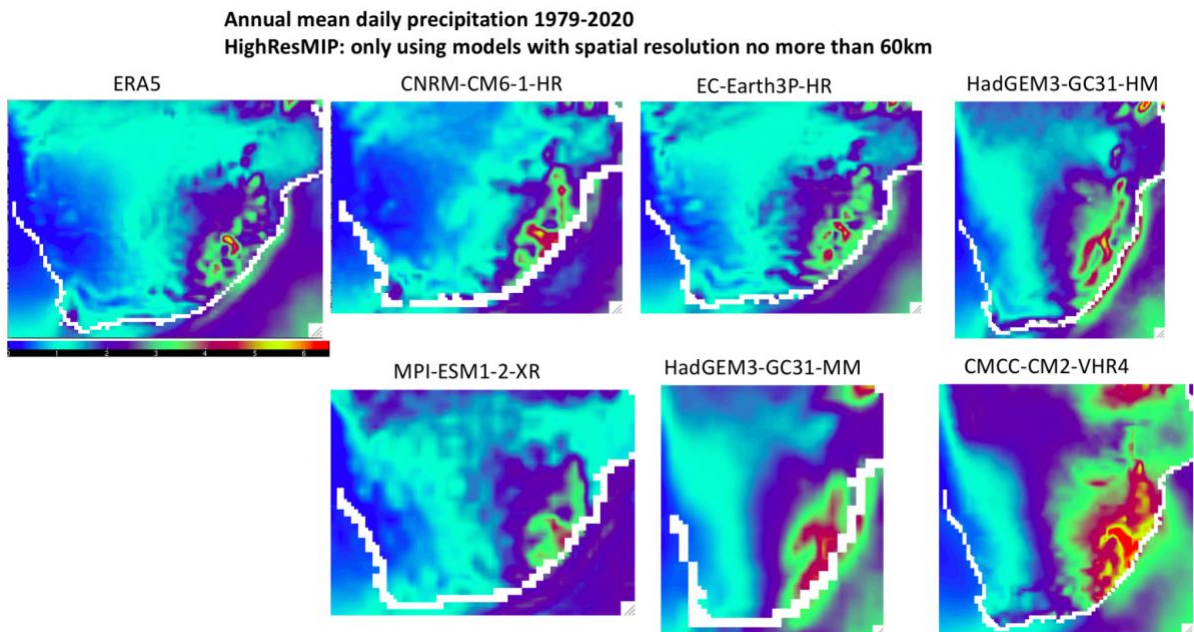 Annual mean daily precipitation 1979-2020
HighResMIP: only using models with spatial resolution no more than 60km
ERA5
CNRM-CM6-1-HR
EC-Earth3P-HR
HadGEM3-GC31-HM
0 1 2 3 4 5 6
MPI-ESM1-2-XR
HadGEM3-GC31-MM
CMCC-CM2-VHR4